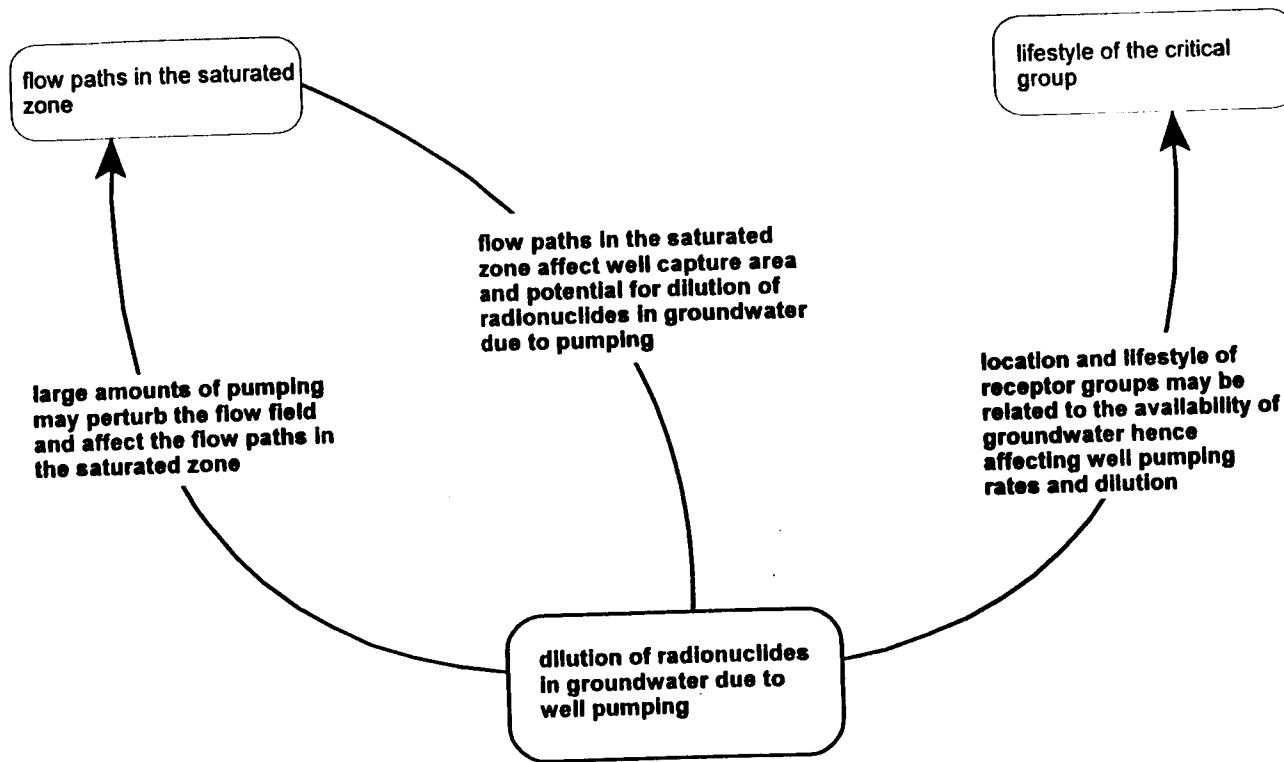 flow paths in the saturated
zone
lifestyle of the critical
group
flow paths in the saturated
zone affect well capture area
and potential for dilution of
radionuclides in groundwater
due to pumping
large amounts of pumping
may perturb the flow field
and affect the flow paths in
the saturated zone
location and lifestyle of
receptor groups may be
related to the availability of
groundwater hence
affecting well pumping
rates and dilution
dilution of radionuclides
in groundwater due to
well pumping